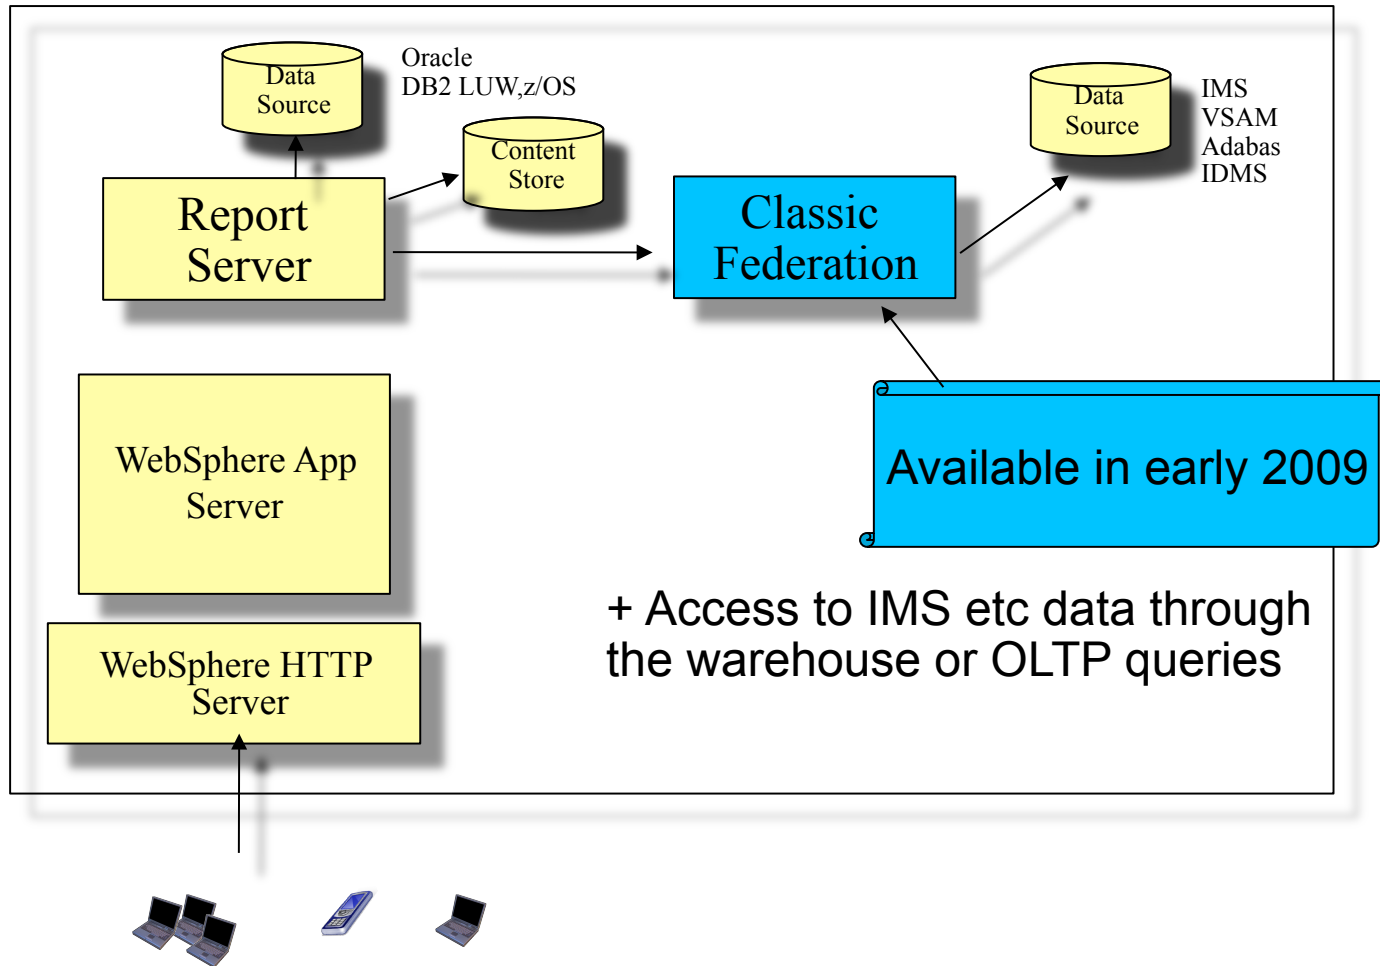 Data
Source
Oracle
DB2 LUW,z/OS
Content
Store
Data
Source
IMS
VSAM
Adabas
IDMS
Report
Server
Classic
Federation
WebSphere App
Server
Available in early 2009
+ Access to IMS etc data through
the warehouse or OLTP queries
WebSphere HTTP
Server